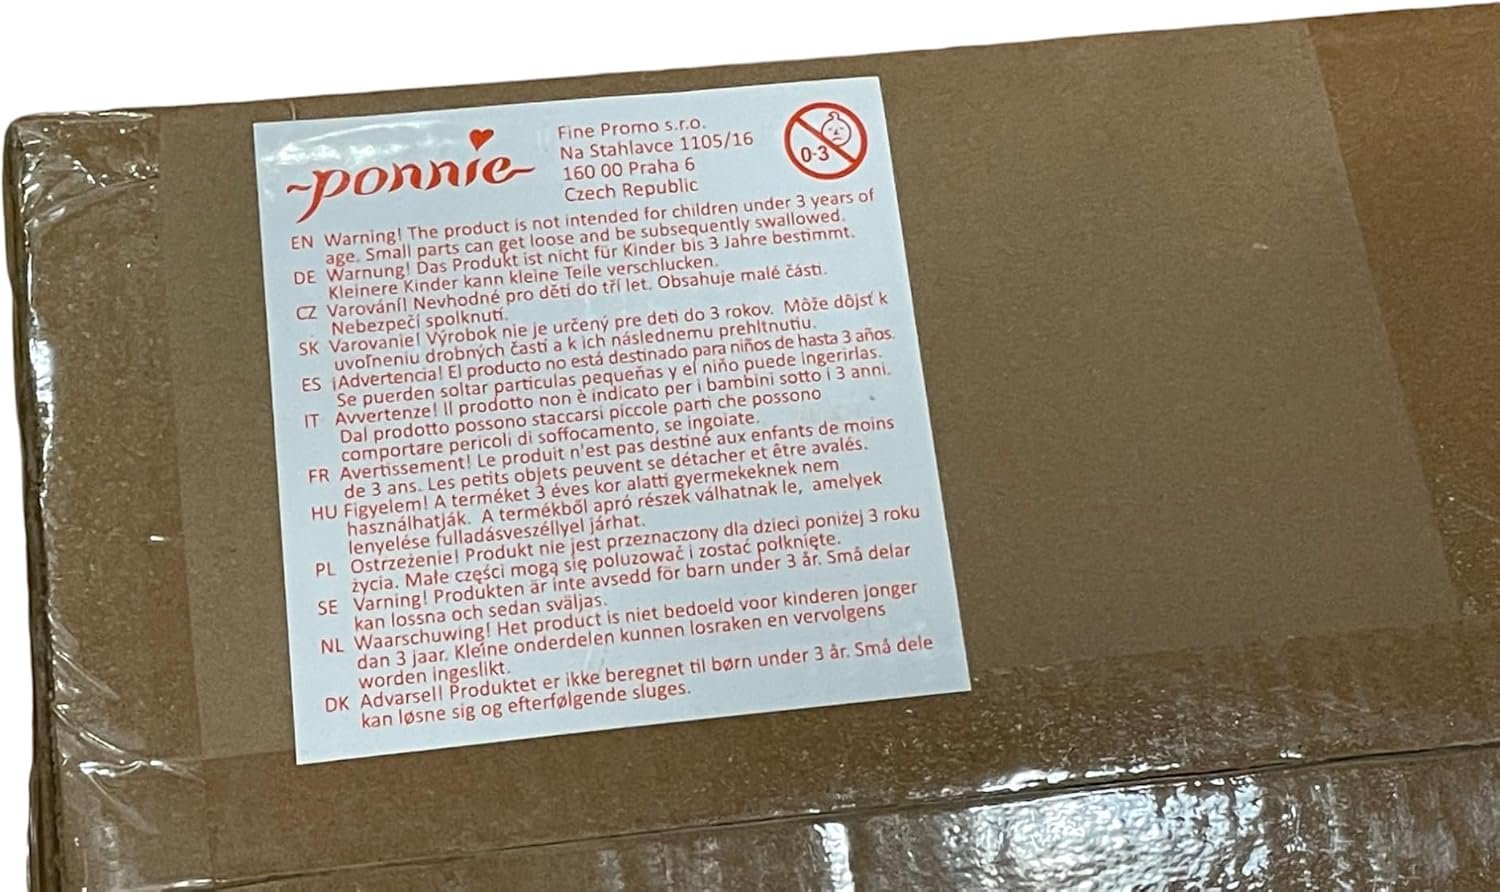 ponnie
Fine Promo s.r.o.
Na Stahlavce 1105/16
160 00 Praha 6
Czech Republic
0-3
EN Warning! The product is not intended for children under 3 years of
age. Small parts can get loose and be subsequently swallowed.
DE Warnung! Das Produkt ist nicht für Kinder bis 3 Jahre bestimmt.
Kleinere Kinder kann kleine Teile verschlucken.
CZ Varování! Nevhodné pro děti do tří let. Obsahuje malé části.
Nebezpečí spolknutí.
SK Varovanie! Výrobok nie je určený pre deti do 3 rokov. Môže dôjsť k
uvoľneniu drobných častí a k ich následnemu prehltnutiu.
ES ¡Advertencia! El producto no está destinado para niños de hasta 3 años.
Se puerden soltar particulas pequeñas y el niño puede ingerirlas.
IT Avvertenze! Il prodotto non è indicato per i bambini sotto i 3 anni.
Dal prodotto possono staccarsi piccole parti che possono
comportare pericoli di soffocamento, se ingoiate.
FR Avertissement! Le produit n'est pas destiné aux enfants de moins
de 3 ans. Les petits objets peuvent se détacher et être avalés.
HU Figyelem! A terméket 3 éves kor alatti gyermekeknek nem
használhatják. A termékből apró részek válhatnak le, amelyek
lenyelése fulladásveszéllyel járhat.
PL Ostrzeżenie! Produkt nie jest przeznaczony dla dzieci poniżej 3 roku
życia. Małe części mogą się poluzować i zostać połknięte.
SE Varning! Produkten är inte avsedd för barn under 3 år. Små delar
kan lossna och sedan sväljas.
NL Waarschuwing! Het product is niet bedoeld voor kinderen jonger
dan 3 jaar. Kleine onderdelen kunnen losraken en vervolgens
worden ingeslikt.
DK Advarsel! Produktet er ikke beregnet til børn under 3 år. Små dele
kan løsne sig og efterfølgende sluges.